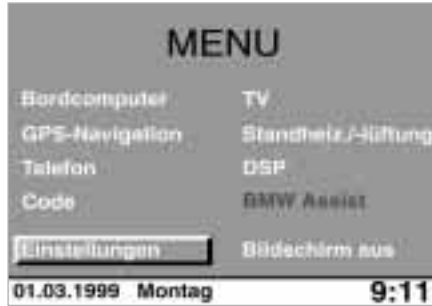 MENU
Bordcomputer TV
GPS-Navigation Standheiz./-lüftung
Telefon DSP
Code BMW Assist
Einstellungen Bildschirm aus
01.03.1999 Montag 9:11